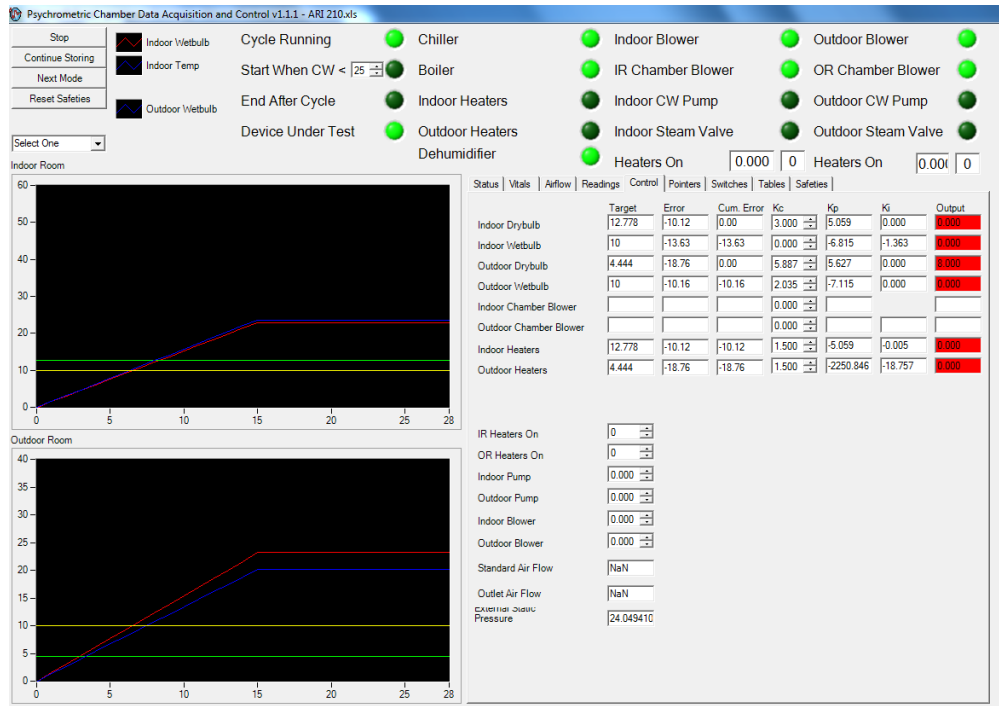 Psychrometric Chamber Data Acquisition and Control v1.1.1 - ARI 210.xls
Stop
Continue Storing
Next Mode
Reset Safeties
Select One
Indoor Wetbulb
Indoor Temp
Outdoor Wetbulb
Cycle Running
Start When CW < 25
End After Cycle
Device Under Test
Chiller
Boiler
Indoor Heaters
Outdoor Heaters
Dehumidifier
Indoor Blower
IR Chamber Blower
Indoor CW Pump
Indoor Steam Valve
Heaters On 0.000 0
Outdoor Blower
OR Chamber Blower
Outdoor CW Pump
Outdoor Steam Valve
Heaters On 0.000 0
Indoor Room
60
50
40
30
20
10
0
0 5 10 15 20 25 28
Outdoor Room
40
35
30
25
20
15
10
5
0
0 5 10 15 20 25 28
Status Vitals Airflow Readings Control Pointers Switches Tables Safeties
Target Error Cum. Error Kc Kp Ki Output
Indoor Drybulb 12.778 -10.12 0.00 3.000 5.059 0.000 0.000
Indoor Wetbulb 10 -13.63 -13.63 0.000 -6.815 -1.363 0.000
Outdoor Drybulb 4.444 -18.76 0.00 5.887 5.627 0.000 0.000
Outdoor Wetbulb 10 -10.16 -10.16 2.035 -7.115 0.000 0.000
Indoor Chamber Blower 0.000
Outdoor Chamber Blower 0.000
Indoor Heaters 12.778 -10.12 -10.12 1.500 -5.059 -0.005 0.000
Outdoor Heaters 4.444 -18.76 -18.76 1.500 -2250.846 -18.757 0.000
IR Heaters On 0
OR Heaters On 0
Indoor Pump 0.000
Outdoor Pump 0.000
Indoor Blower 0.000
Outdoor Blower 0.000
Standard Air Flow NaN
Outlet Air Flow NaN
External Static
Pressure 24.049410